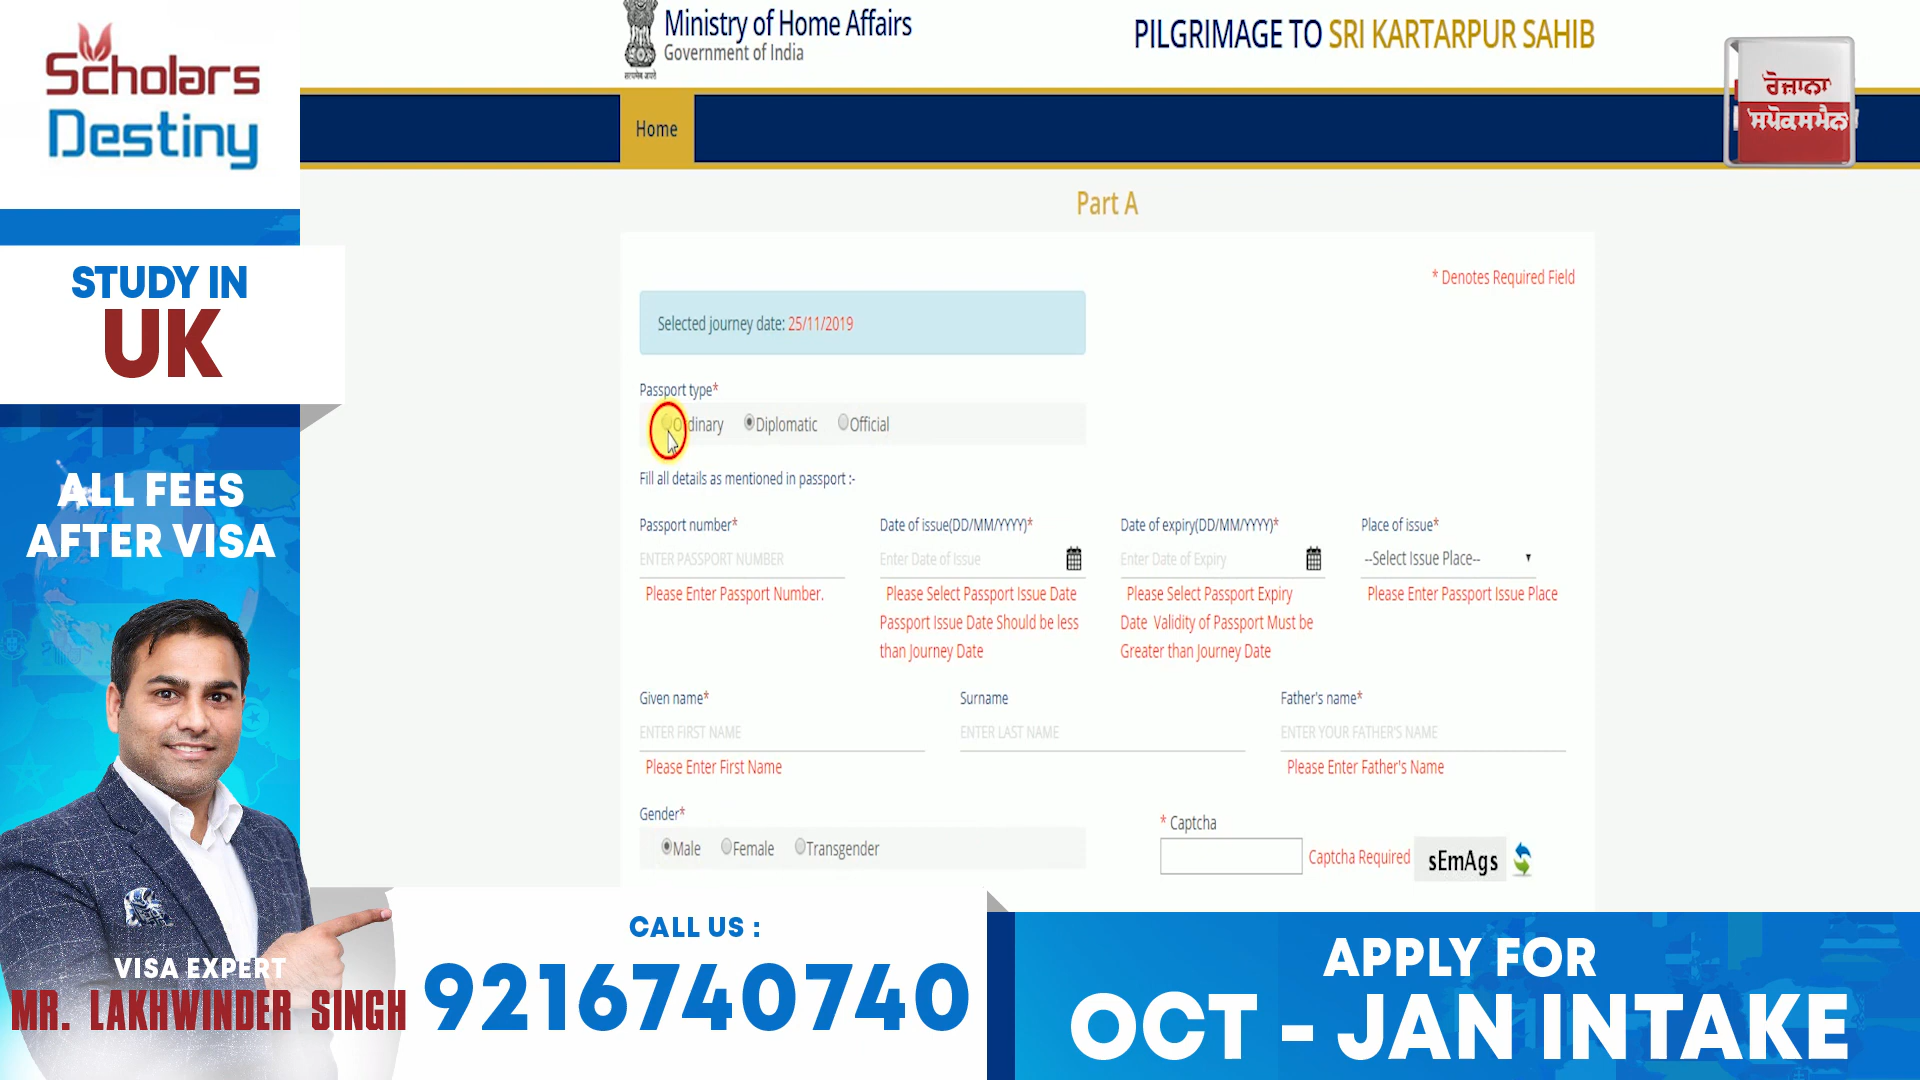 Scholars
Destiny
STUDY IN
UK
ALL FEES
AFTER VISA
VISA EXPERT
MR. LAKHWINDER SINGH
सत्यमेव जयते
Ministry of Home Affairs
Government of India
PILGRIMAGE TO SRI KARTARPUR SAHIB
ਰੋਜ਼ਾਨਾ
ਸਪੋਕਸਮੈਨ
Home
Part A
* Denotes Required Field
Selected journey date: 25/11/2019
Passport type*
Ordinary Diplomatic Official
Fill all details as mentioned in passport :-
Passport number* Date of issue(DD/MM/YYYY)* Date of expiry(DD/MM/YYYY)* Place of issue*
ENTER PASSPORT NUMBER Enter Date of Issue Enter Date of Expiry --Select Issue Place--
Please Enter Passport Number. Please Select Passport Issue Date Please Select Passport Expiry Please Enter Passport Issue Place
Passport Issue Date Should be less Date Validity of Passport Must be
than Journey Date Greater than Journey Date
Given name* Surname Father's name*
ENTER FIRST NAME ENTER LAST NAME ENTER YOUR FATHER'S NAME
Please Enter First Name Please Enter Father's Name
Gender* * Captcha
Male Female Transgender Captcha Required sEmAgs
CALL US :
9216740740
APPLY FOR
OCT - JAN INTAKE